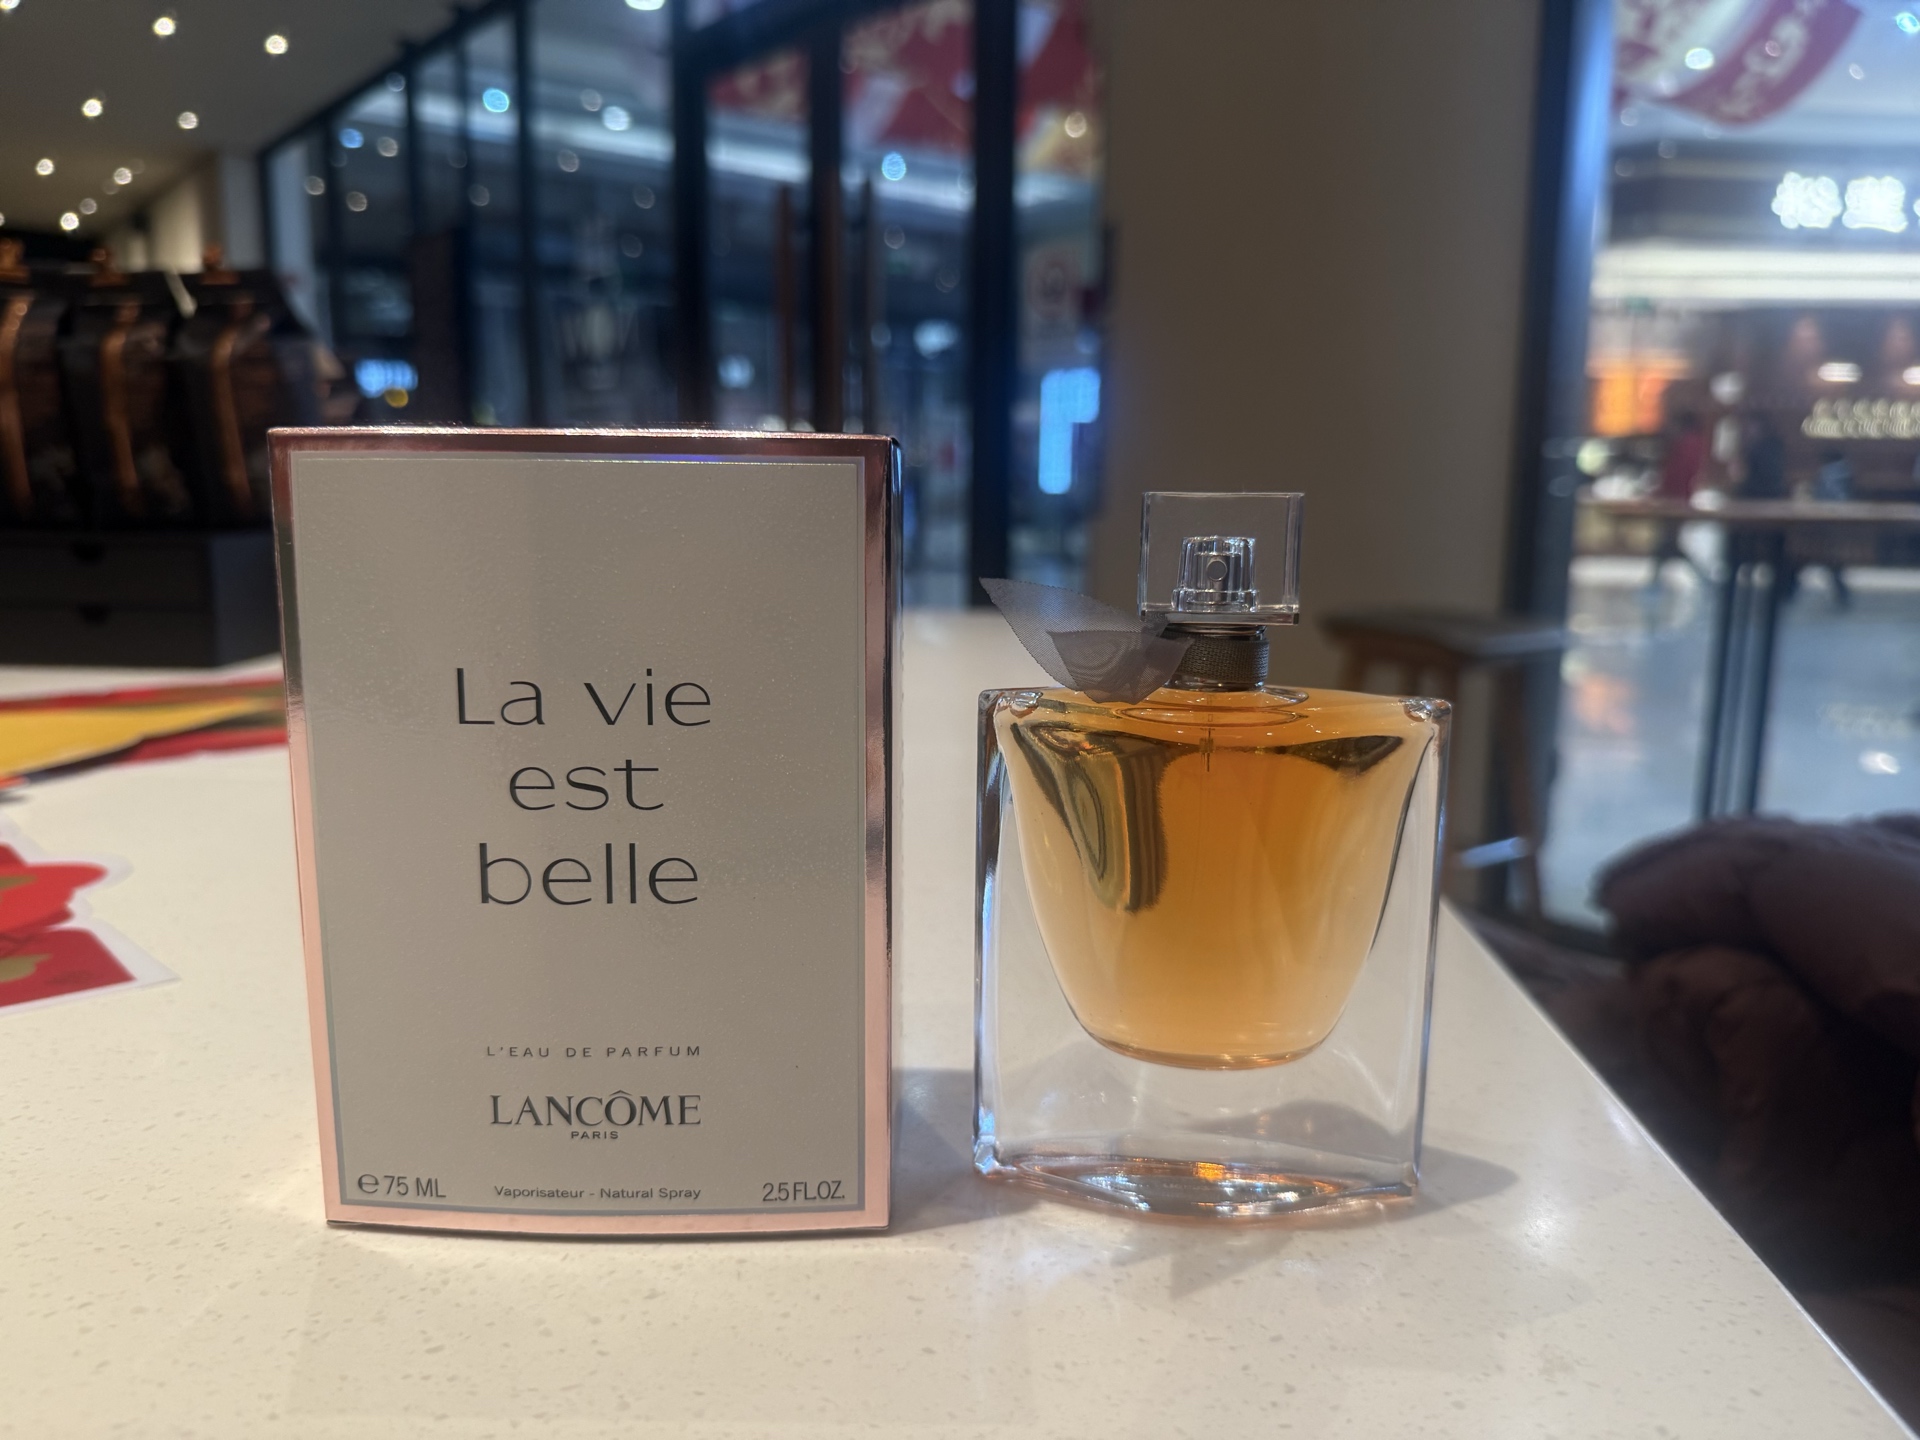 La vie
est
belle
L'EAU DE PARFUM
LANCÔME
PARIS
℮ 75 ML Vaporisateur - Natural Spray 2.5 FL.OZ.